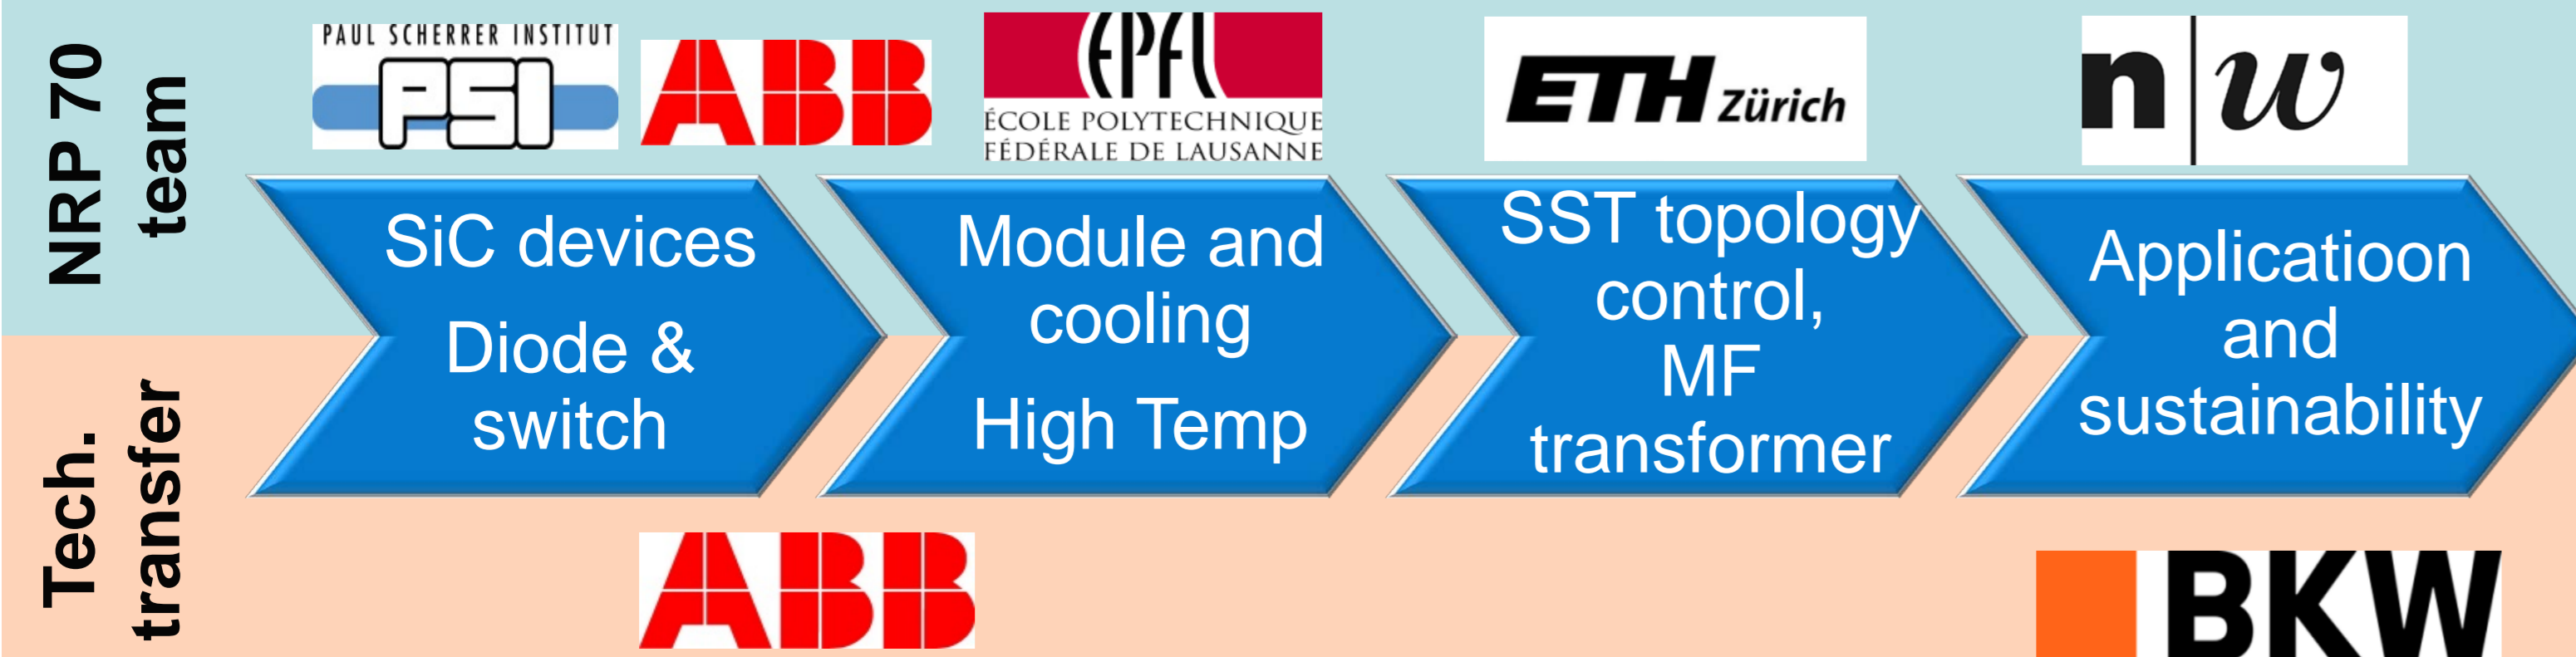 NRP 70
team
PAUL SCHERRER INSTITUT
PSI
ABB
EPFL
ÉCOLE POLYTECHNIQUE
FÉDÉRALE DE LAUSANNE
ETH Zürich
n|w
SiC devices
Diode &
switch
Module and
cooling
High Temp
SST topology
control,
MF
transformer
Applicatioon
and
sustainability
Tech.
transfer
ABB
BKW